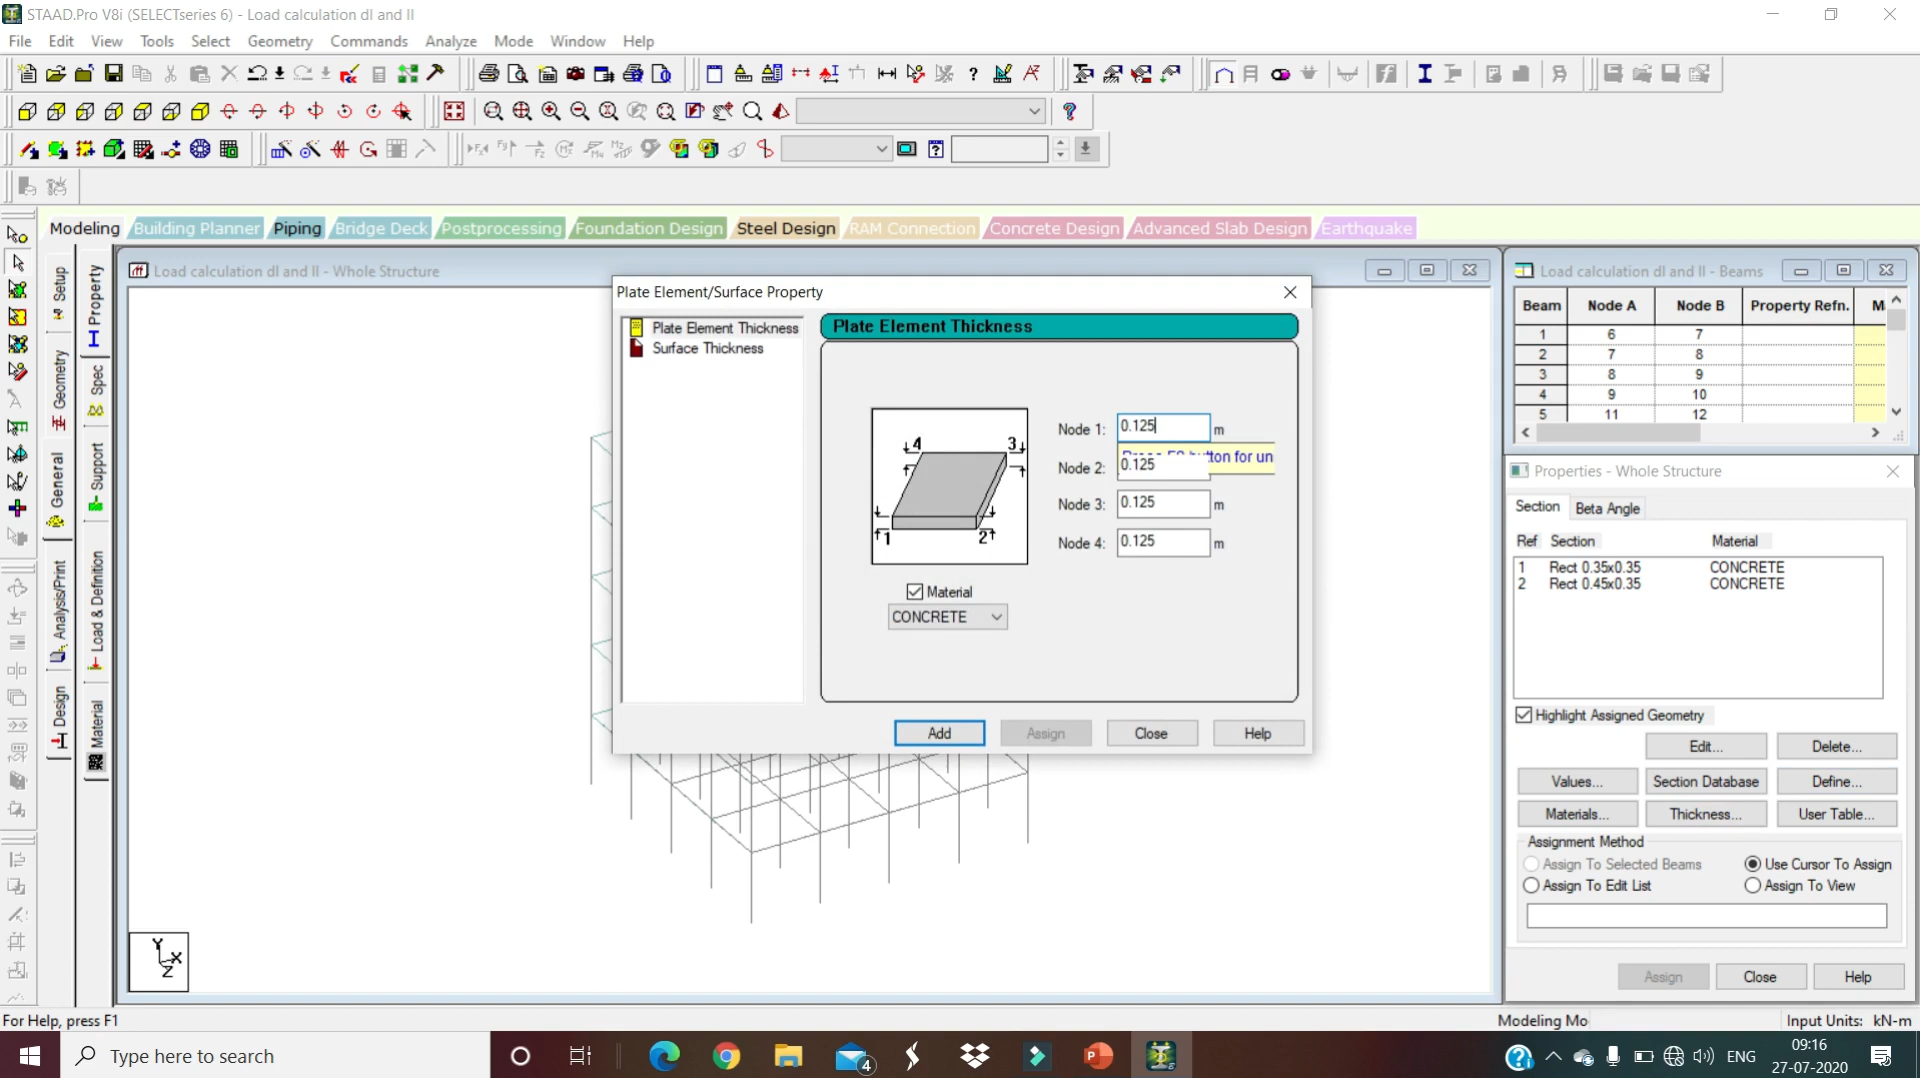 STAAD.Pro V8i (SELECTseries 6) - Load calculation dl and ll
File Edit View Tools Select Geometry Commands Analyze Mode Window Help
Modeling Building Planner Piping Bridge Deck Postprocessing Foundation Design Steel Design RAM Connection Concrete Design Advanced Slab Design Earthquake
Setup
Geometry
General
Analysis/Print
Design
Property
Spec
Support
Load & Definition
Material
Load calculation dl and ll - Whole Structure
Plate Element/Surface Property
Plate Element Thickness
Surface Thickness
Plate Element Thickness
4 3
1 2
Node 1: 0.125 m
Node 2: 0.125
tton for un
Node 3: 0.125 m
Node 4: 0.125 m
Material
CONCRETE
Add Assign Close Help
Y
X
Z
Load calculation dl and ll - Beams
Beam Node A Node B Property Refn.
1 6 7
2 7 8
3 8 9
4 9 10
5 11 12
Properties - Whole Structure
Section Beta Angle
Ref Section Material
1 Rect 0.35x0.35 CONCRETE
2 Rect 0.45x0.35 CONCRETE
Highlight Assigned Geometry
Edit... Delete...
Values... Section Database Define...
Materials... Thickness... User Table...
Assignment Method
Assign To Selected Beams Use Cursor To Assign
Assign To Edit List Assign To View
Assign Close Help
For Help, press F1 Modeling Mo Input Units: kN-m
Type here to search
4
ENG
09:16
27-07-2020